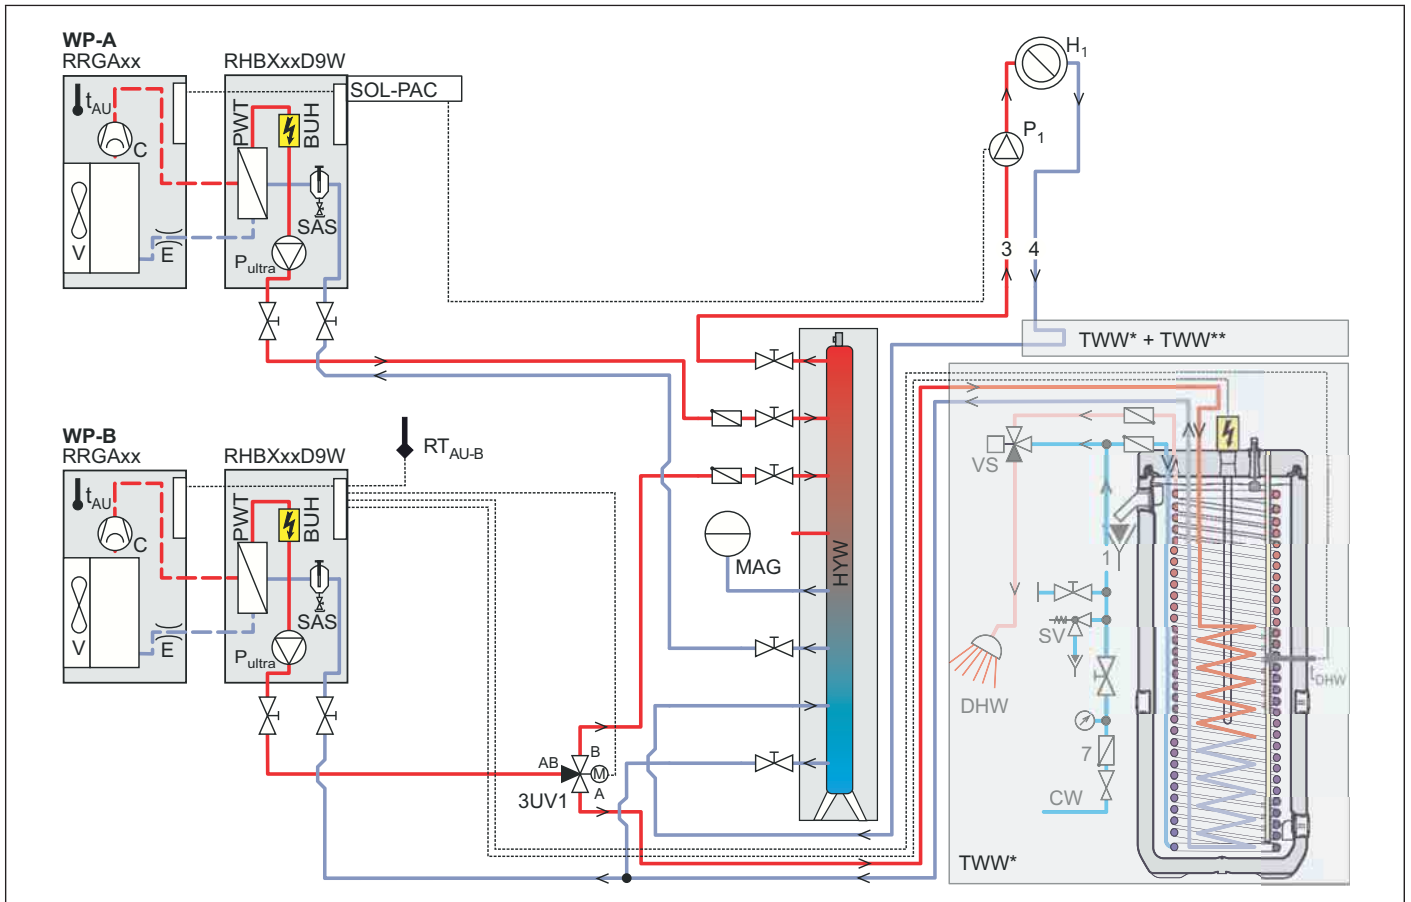 WP-A
RRGAxx
RHBXxxD9W
SOL-PAC
tAU
C
V
E
PWT
BUH
SAS
Pultra
H1
P1
3
4
TWW* + TWW**
WP-B
RRGAxx
RHBXxxD9W
RTAU-B
tAU
C
V
E
PWT
BUH
SAS
Pultra
MAG
HYW
AB
B
M
A
3UV1
VS
1
SV
DHW
7
CW
tDHW
TWW*